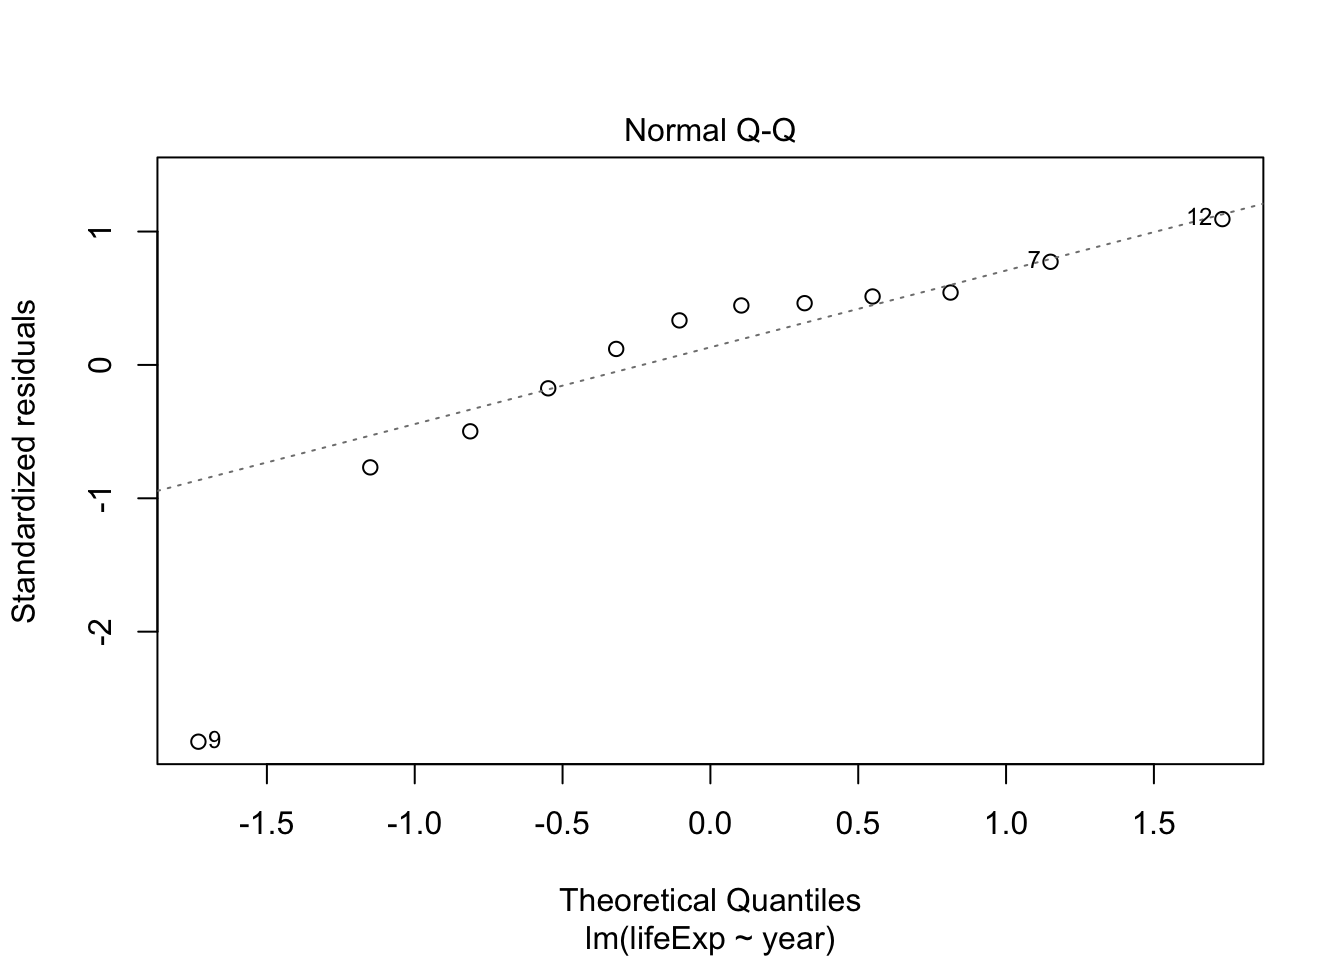 Normal Q-Q
Standardized residuals
1
0
-1
-2
12
7
9
-1.5 -1.0 -0.5 0.0 0.5 1.0 1.5
Theoretical Quantiles
lm(lifeExp ~ year)